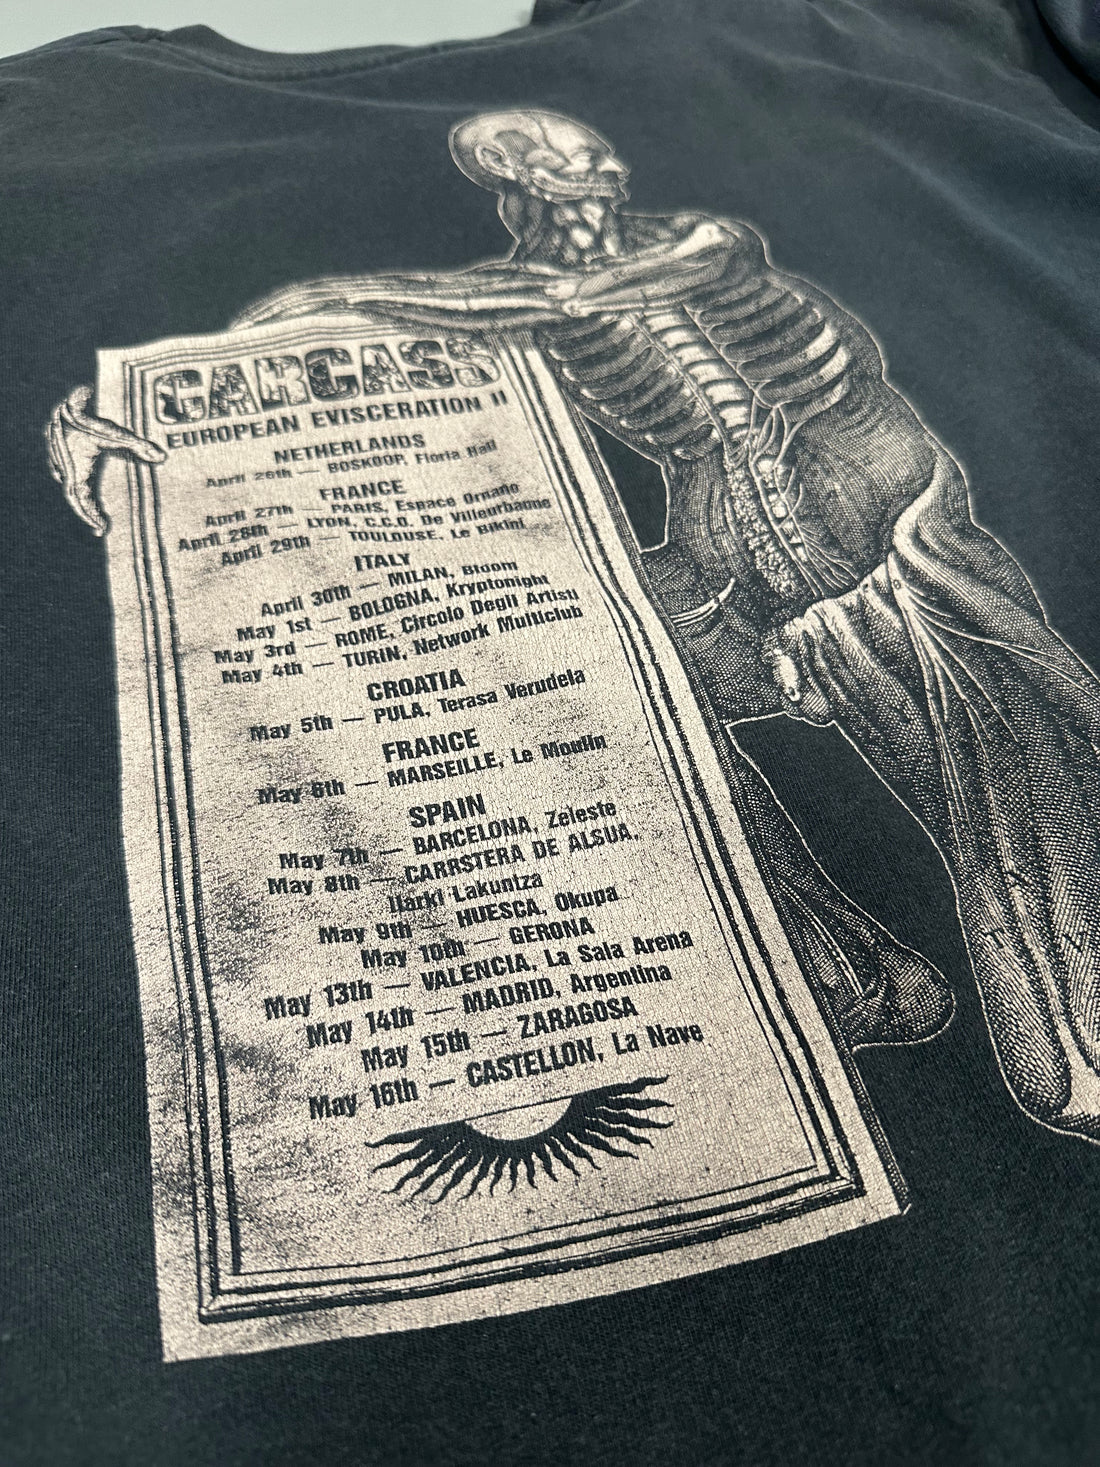 CARCASS
EUROPEAN EVISCERATION II
NETHERLANDS
April 26th — BOSKOOP, Floria Hall
FRANCE
April 27th — PARIS, Espace Ornano
April 28th — LYON, C.C.O. De Villeurbanne
April 29th — TOULOUSE, Le Bikini
ITALY
April 30th — MILAN, Bloom
May 1st — BOLOGNA, Kryptonight
May 3rd — ROME, Circolo Degli Artisti
May 4th — TURIN, Network Multiclub
CROATIA
May 5th — PULA, Terasa Verudela
FRANCE
May 6th — MARSEILLE, Le Moulin
SPAIN
May 7th — BARCELONA, Zeleste
May 8th — CARRSTERA DE ALSUA,
Ilarki Lakuntza
May 9th — HUESCA, Okupa
May 10th — GERONA
May 13th — VALENCIA, La Sala Arena
May 14th — MADRID, Argentina
May 15th — ZARAGOSA
May 16th — CASTELLON, La Nave